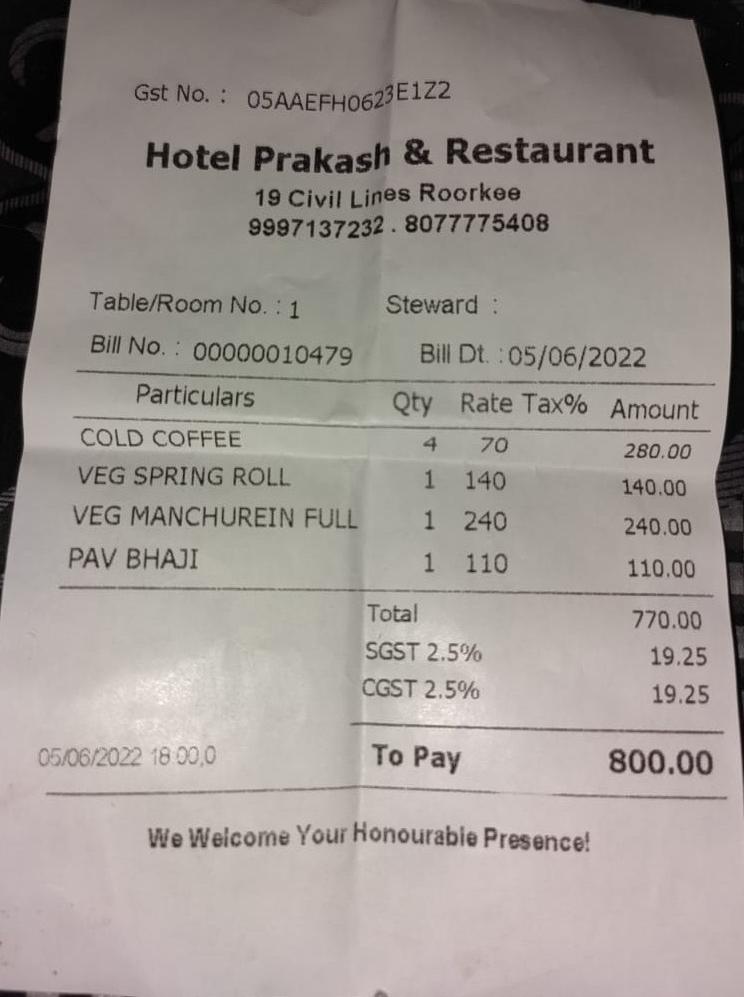 Gst No. : 05AAEFH0623E1Z2
Hotel Prakash & Restaurant
19 Civil Lines Roorkee
9997137232 . 8077775408
Table/Room No. : 1 Steward :
Bill No. : 00000010479 Bill Dt. : 05/06/2022
Particulars Qty Rate Tax% Amount
COLD COFFEE 4 70 280.00
VEG SPRING ROLL 1 140 140.00
VEG MANCHUREIN FULL 1 240 240.00
PAV BHAJI 1 110 110.00
Total 770.00
SGST 2.5% 19.25
CGST 2.5% 19.25
05/06/2022 18:00,0 To Pay 800.00
We Welcome Your Honourable Presence!